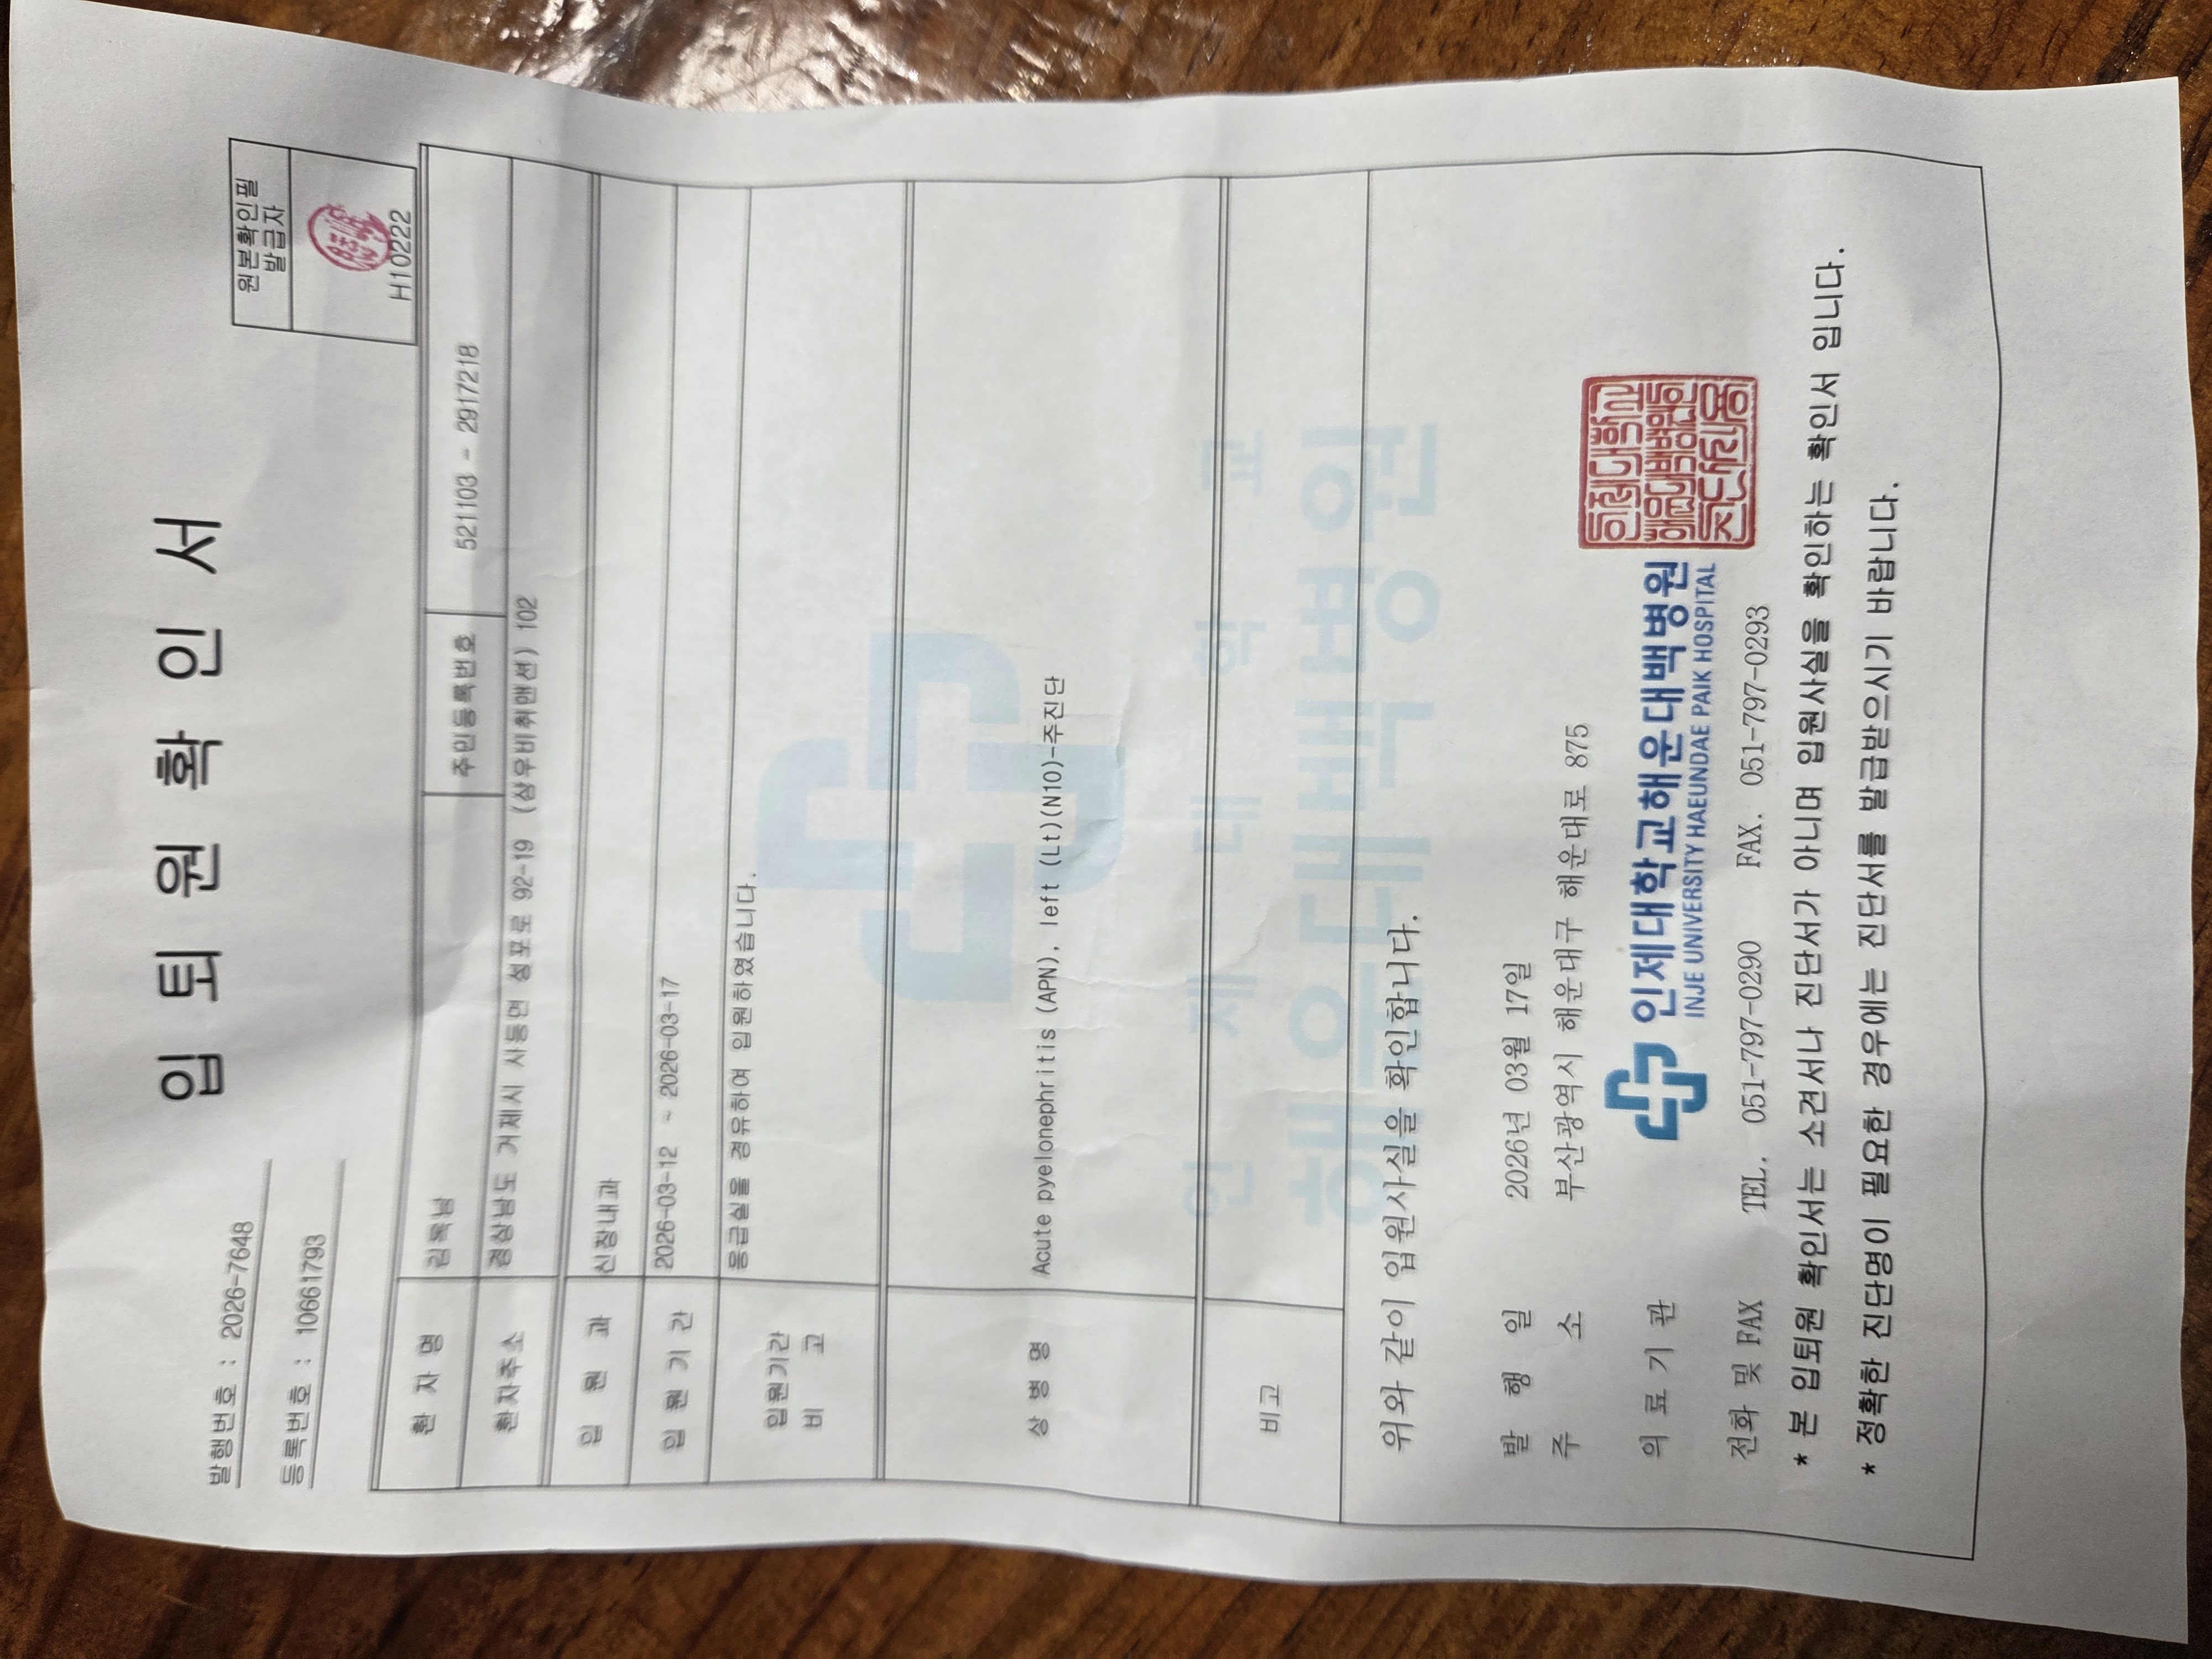 발행번호 : 2026-7648
등록번호 : 10661793
입 퇴 원 확 인 서
원본확인필
발급자
H10222
환 자 명 김옥남 주민등록번호 521103 - 2917218
환자주소 경상남도 거제시 사등면 성포로 92-19 (삼우비취맨션) 102
입 원 과 신장내과
입 원 기 간 2026-03-12 ~ 2026-03-17
입원기간 응급실을 경유하여 입원하였습니다.
비 고
상 병 명 Acute pyelonephritis (APN), left (Lt)(N10)-주진단
비고
인 제 대 학 교
해운대백병원
위와 같이 입원사실을 확인합니다.
발 행 일 2026년 03월 17일
주 소 부산광역시 해운대구 해운대로 875
의 료 기 관 인제대학교해운대백병원
INJE UNIVERSITY HAEUNDAE PAIK HOSPITAL
전화 및 FAX TEL. 051-797-0290 FAX. 051-797-0293
* 본 입퇴원 확인서는 소견서나 진단서가 아니며 입원사실을 확인하는 확인서 입니다.
* 정확한 진단명이 필요한 경우에는 진단서를 발급받으시기 바랍니다.